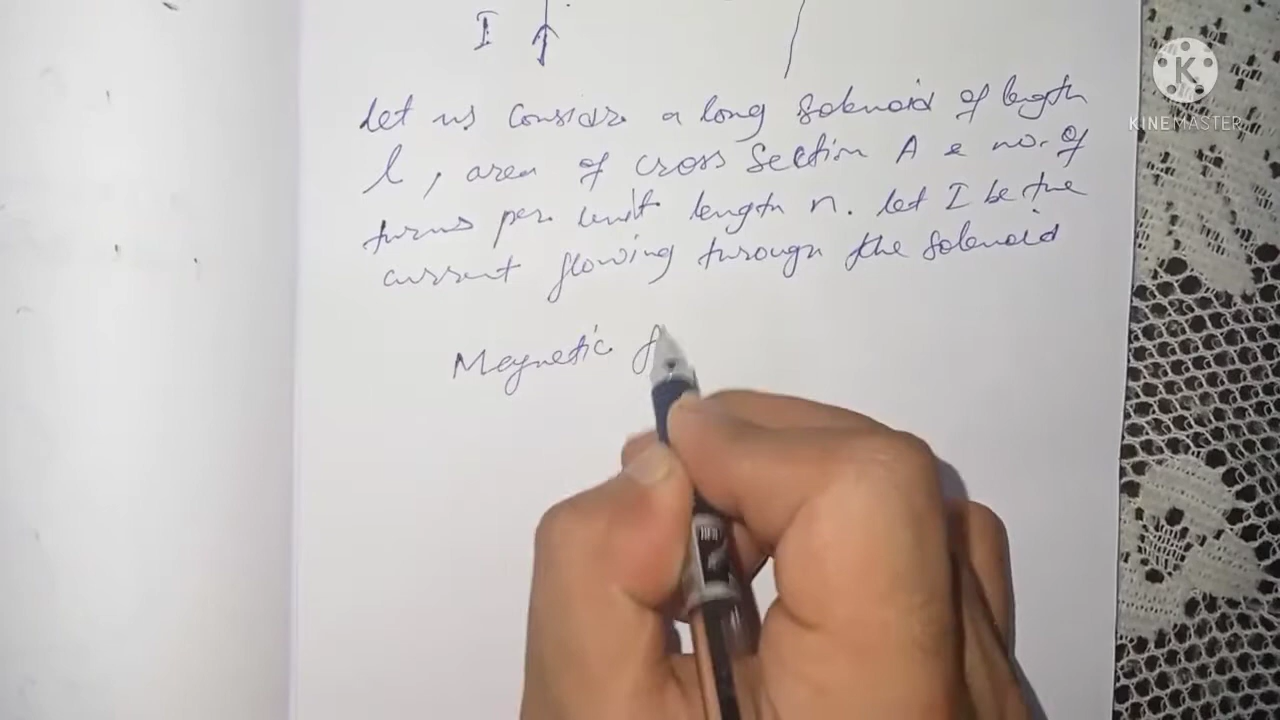 I
let us consider a long solenoid of length
l, area of cross section A & no. of
turns per unit length n. let I be the
current flowing through the solenoid
Magnetic f
K
KINEMASTER